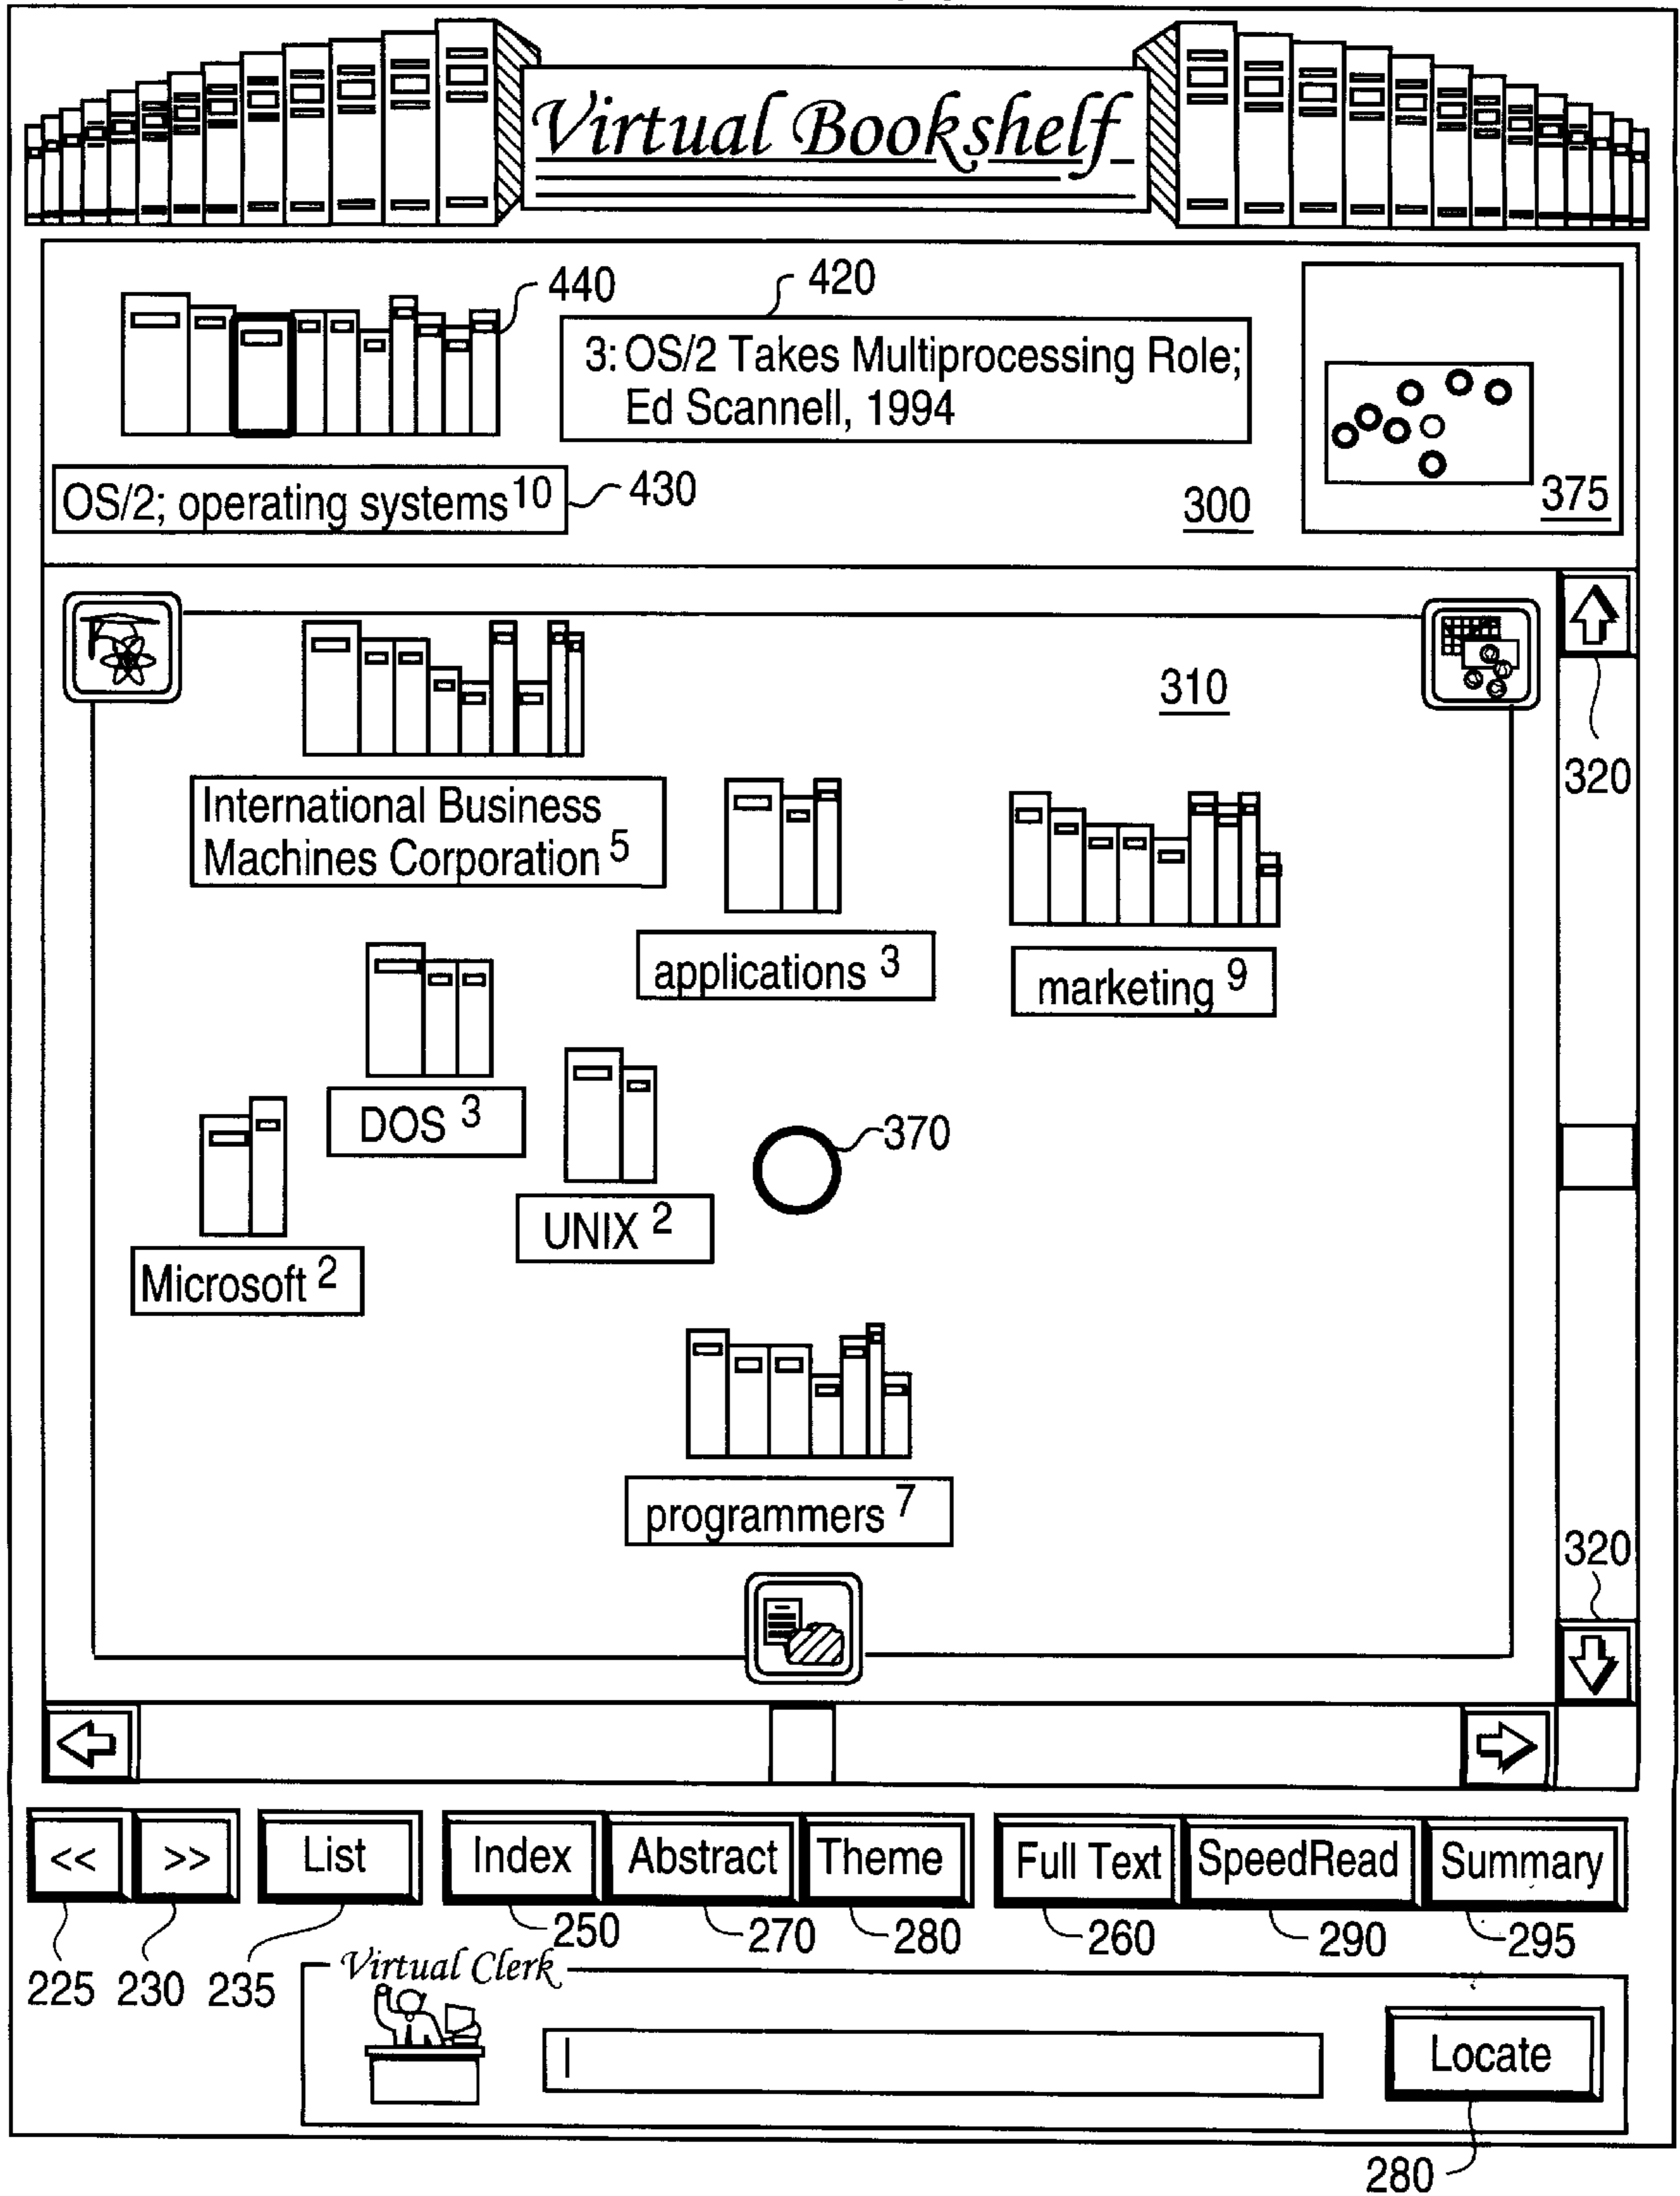 Virtual Bookshelf
440
420
3: OS/2 Takes Multiprocessing Role;
Ed Scannell, 1994
OS/2; operating systems 10
430
300
375
310
320
International Business
Machines Corporation 5
applications 3
marketing 9
DOS 3
370
UNIX 2
Microsoft 2
programmers 7
320
<< >> List Index Abstract Theme Full Text SpeedRead Summary
250 270 280 260 290 295
225 230 235
Virtual Clerk
Locate
280